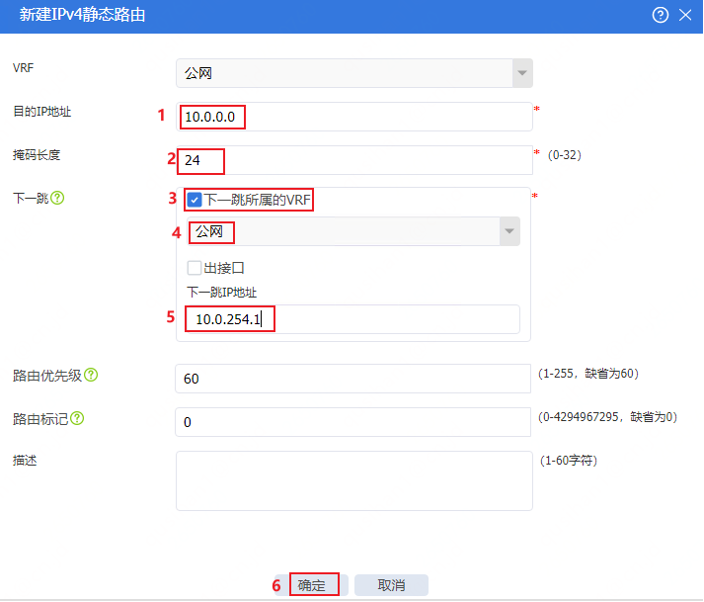 新建IPv4静态路由
VRF
公网
目的IP地址
1
10.0.0.0
*
掩码长度
2
24
* (0-32)
下一跳
3
下一跳所属的VRF
*
4
公网
出接口
下一跳IP地址
5
10.0.254.1
路由优先级
60
(1-255，缺省为60)
路由标记
0
(0-4294967295，缺省为0)
描述
(1-60字符)
6
确定
取消